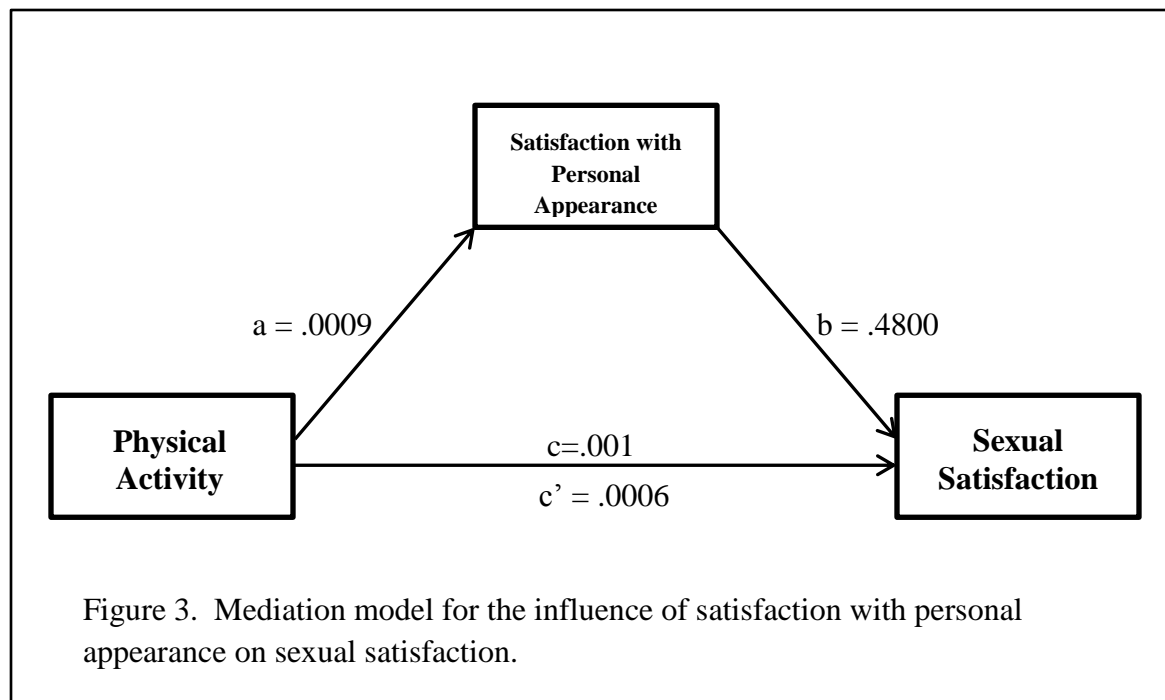 Satisfaction with
Personal
Appearance
a = .0009
b = .4800
Physical
Activity
c=.001
c’ = .0006
Sexual
Satisfaction
Figure 3.  Mediation model for the influence of satisfaction with personal
appearance on sexual satisfaction.